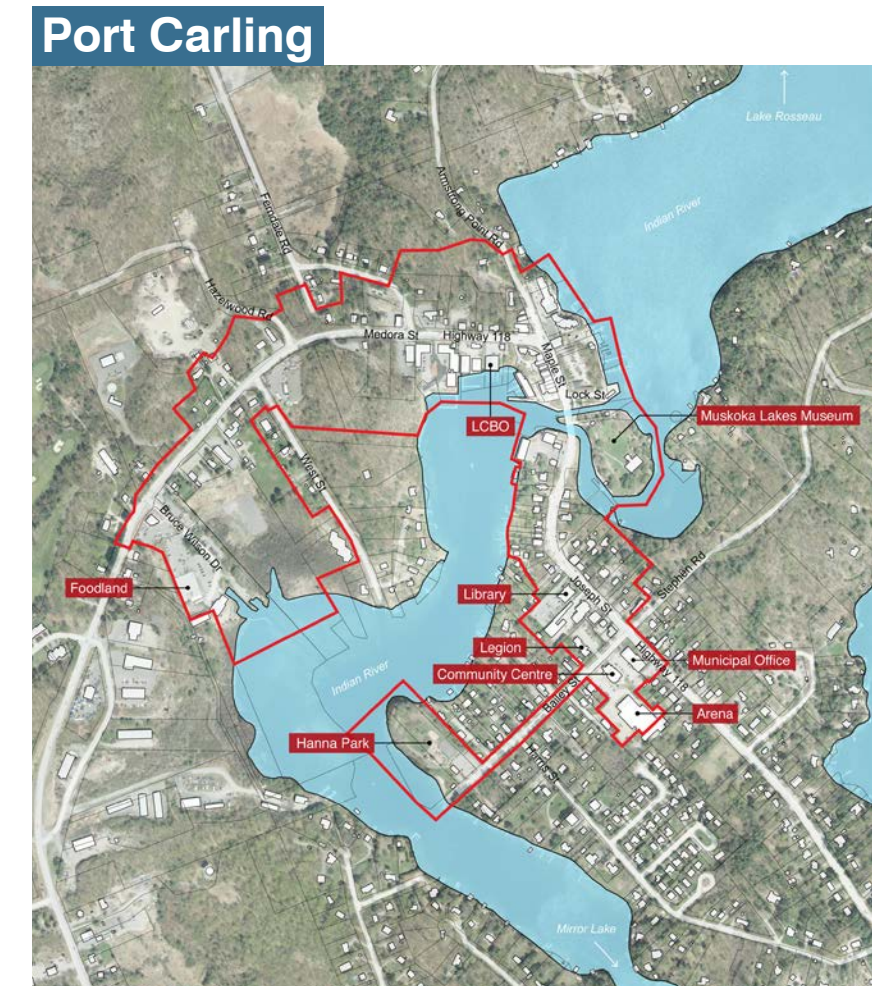 Port Carling
Lake Rosseau
Indian River
Armstrong Point Rd
Ferndale Rd
Hazelwood Rd
Medora St
Highway 118
Maple St
Lock St
Muskoka Lakes Museum
LCBO
West St
Bruce Wilson Dr
Foodland
Stephen Rd
Library
Joseph St
Legion
Highway 118
Municipal Office
Community Centre
Indian River
Bailey St
Arena
Hanna Park
Harris St
Mirror Lake